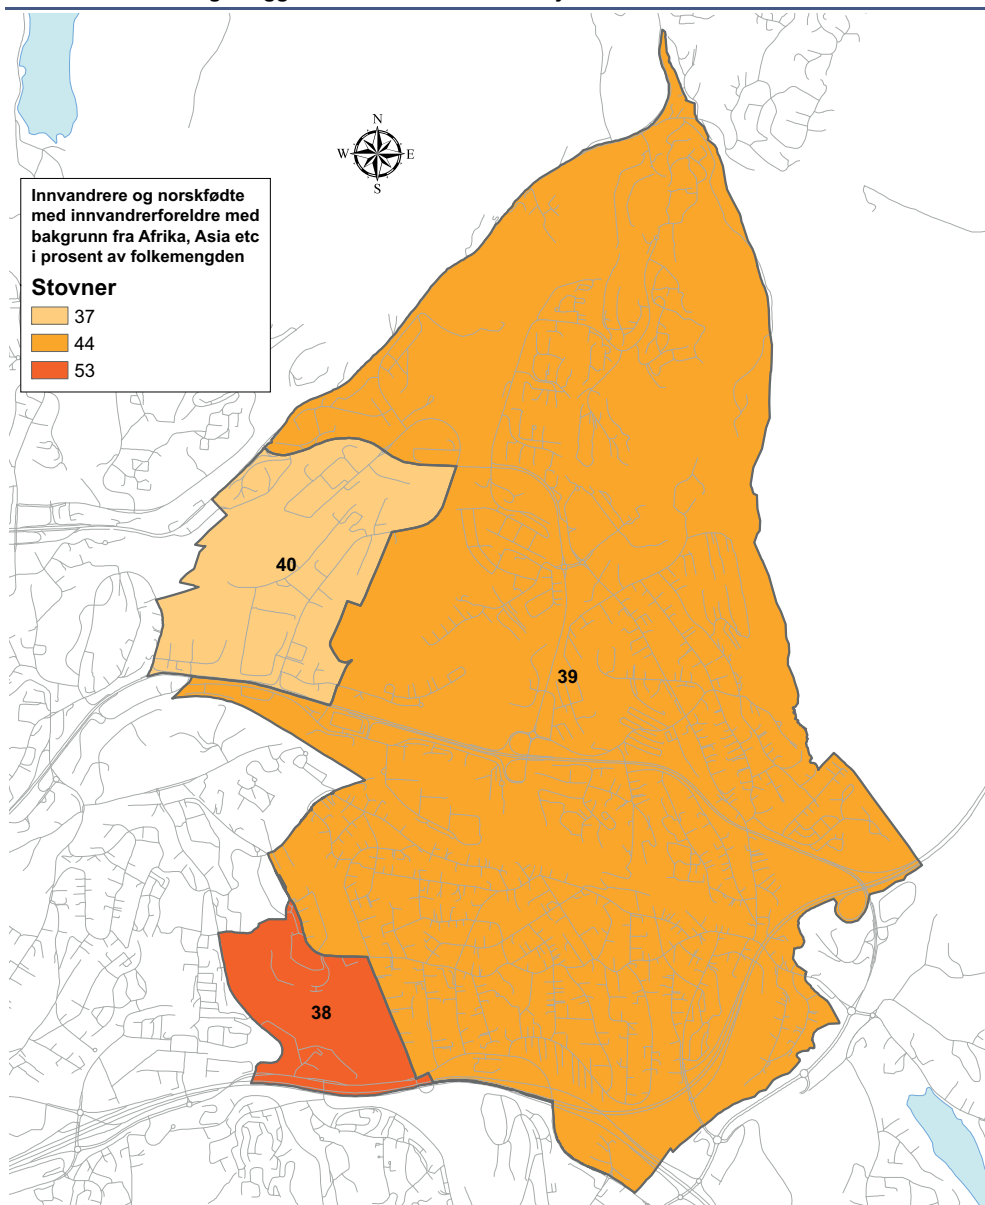 N
W E
S
Innvandrere og norskfødte
med innvandrerforeldre med
bakgrunn fra Afrika, Asia etc
i prosent av folkemengden
Stovner
37
44
53
40
39
38